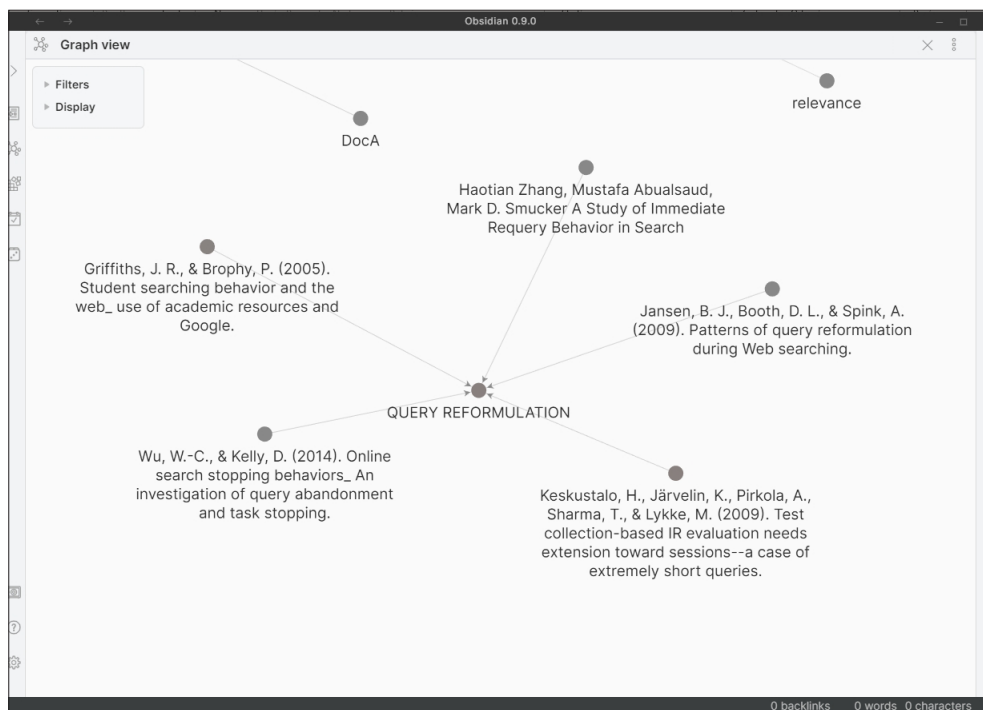 Obsidian 0.9.0
Graph view
Filters
Display
relevance
DocA
Haotian Zhang, Mustafa Abualsaud,
Mark D. Smucker A Study of Immediate
Requery Behavior in Search
Griffiths, J. R., & Brophy, P. (2005).
Student searching behavior and the
web_ use of academic resources and
Google.
Jansen, B. J., Booth, D. L., & Spink, A.
(2009). Patterns of query reformulation
during Web searching.
QUERY REFORMULATION
Wu, W.-C., & Kelly, D. (2014). Online
search stopping behaviors_ An
investigation of query abandonment
and task stopping.
Keskustalo, H., Järvelin, K., Pirkola, A.,
Sharma, T., & Lykke, M. (2009). Test
collection-based IR evaluation needs
extension toward sessions--a case of
extremely short queries.
0 backlinks 0 words 0 characters